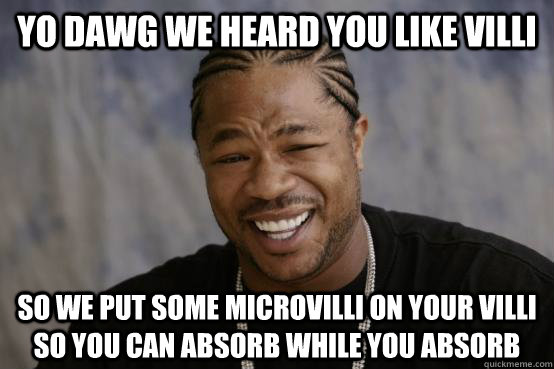 YO DAWG WE HEARD YOU LIKE VILLI
SO WE PUT SOME MICROVILLI ON YOUR VILLI
SO YOU CAN ABSORB WHILE YOU ABSORB
quickmeme.com